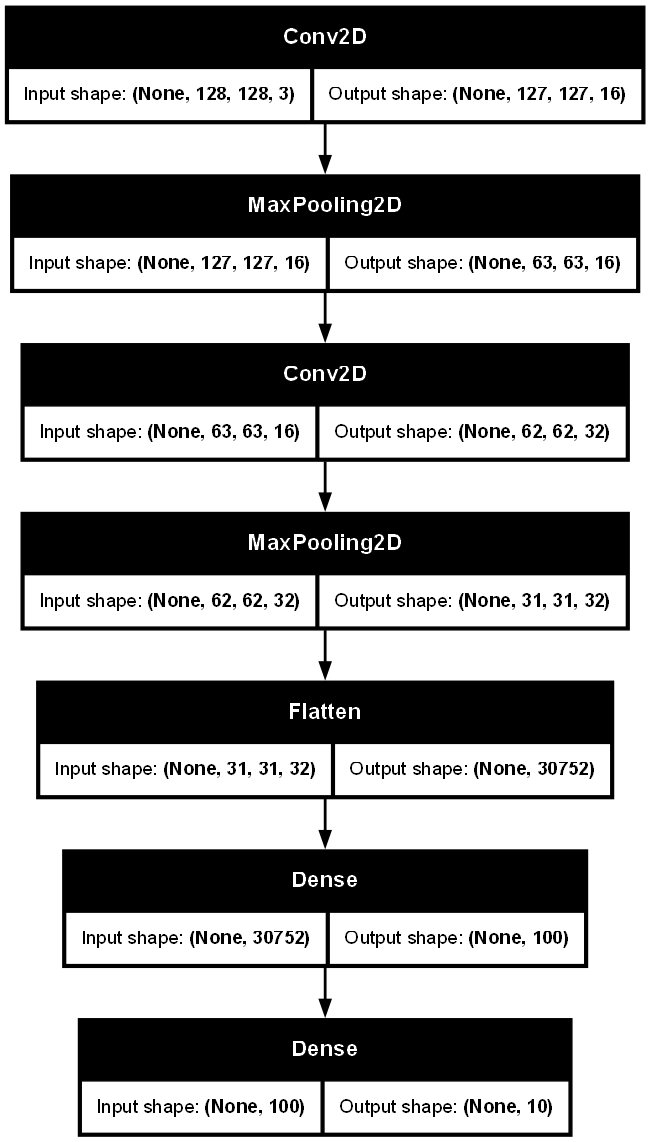 Conv2D
Input shape: (None, 128, 128, 3) Output shape: (None, 127, 127, 16)
MaxPooling2D
Input shape: (None, 127, 127, 16) Output shape: (None, 63, 63, 16)
Conv2D
Input shape: (None, 63, 63, 16) Output shape: (None, 62, 62, 32)
MaxPooling2D
Input shape: (None, 62, 62, 32) Output shape: (None, 31, 31, 32)
Flatten
Input shape: (None, 31, 31, 32) Output shape: (None, 30752)
Dense
Input shape: (None, 30752) Output shape: (None, 100)
Dense
Input shape: (None, 100) Output shape: (None, 10)